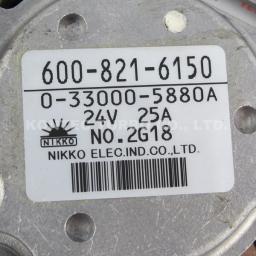 600-821-6150
0-33000-5880A
24V 25A
NIKKO
NO.2G18
NIKKO ELEC.IND.CO.,LTD.